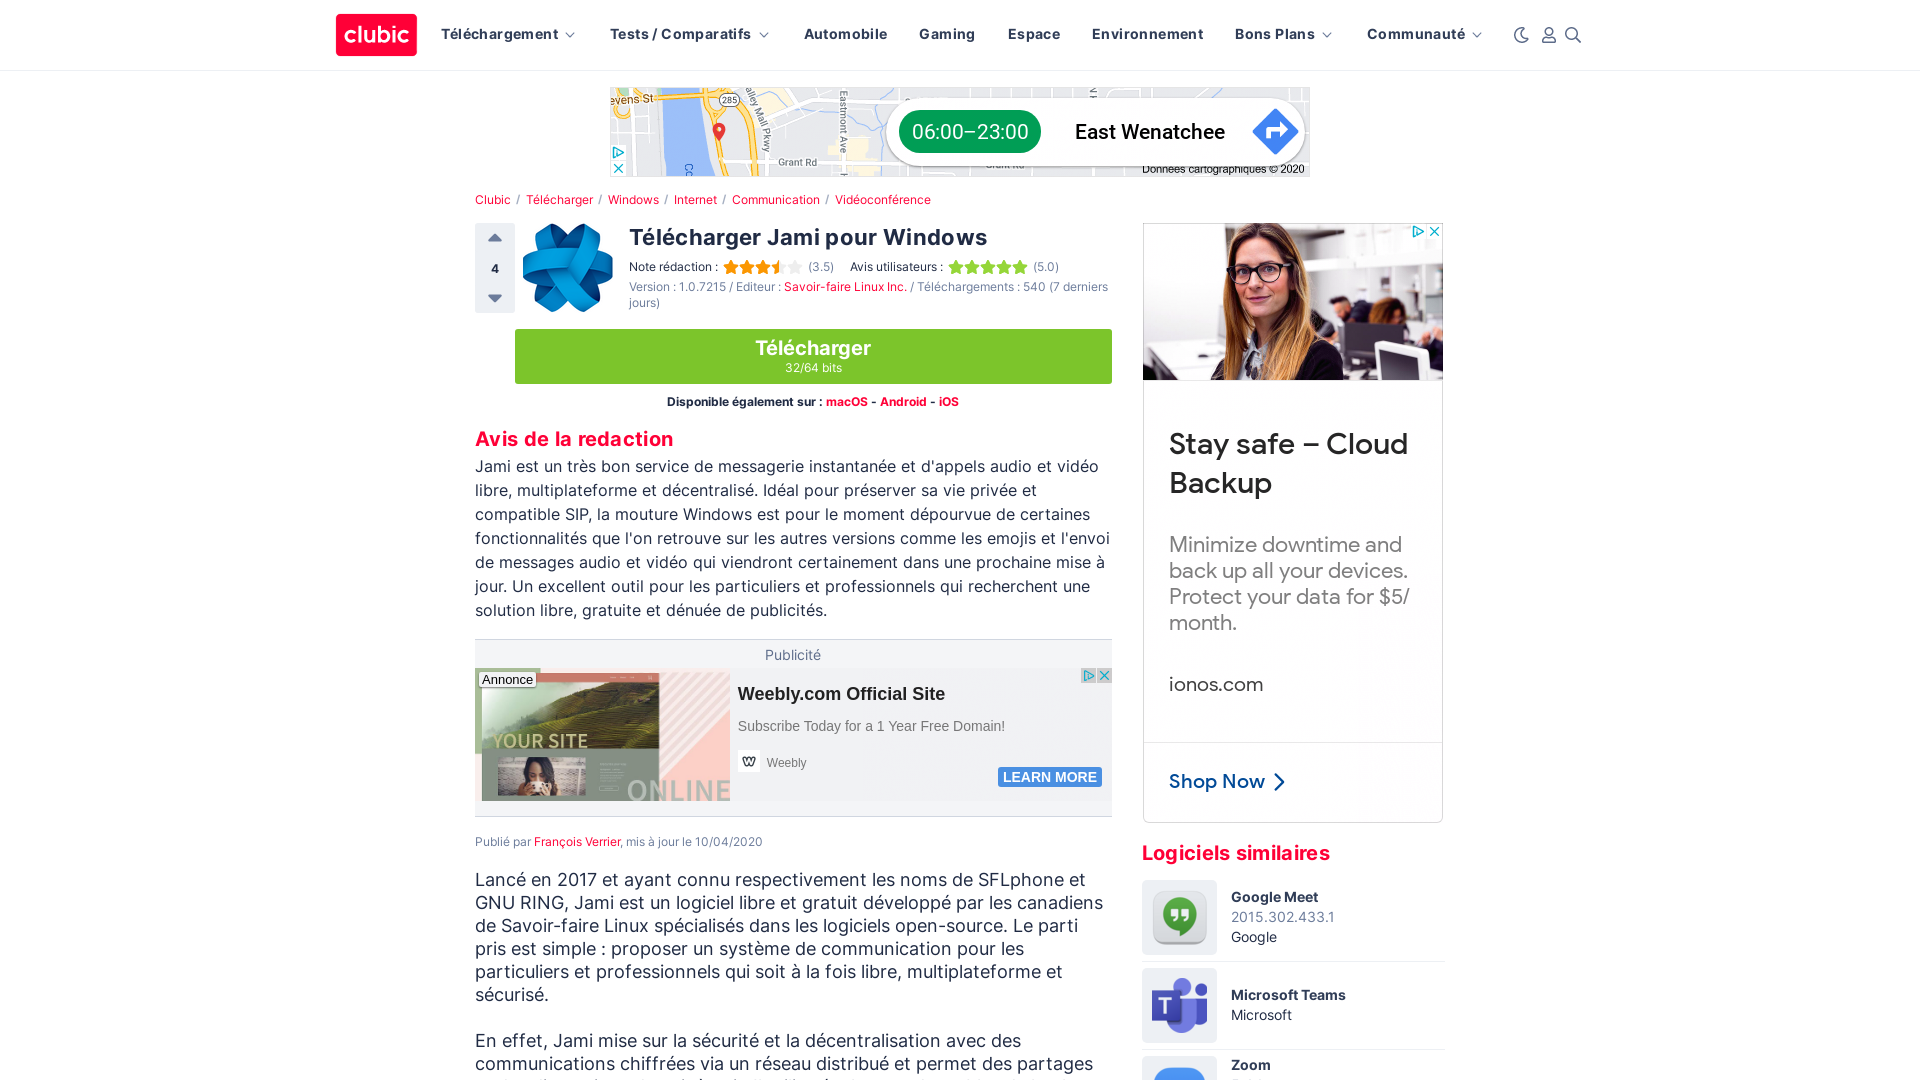 clubic
Téléchargement
Tests / Comparatifs
Automobile
Gaming
Espace
Environnement
Bons Plans
Communauté
evens St
285
alley Mall Pkwy
Eastmont Ave
Grant Rd
06:00–23:00
East Wenatchee
Données cartographiques © 2020
Clubic / Télécharger / Windows / Internet / Communication / Vidéoconférence
4
Télécharger Jami pour Windows
Note rédaction : (3.5) Avis utilisateurs : (5.0)
Version : 1.0.7215 / Editeur : Savoir-faire Linux Inc. / Téléchargements : 540 (7 derniers
jours)
Télécharger
32/64 bits
Disponible également sur : macOS - Android - iOS
Avis de la redaction
Jami est un très bon service de messagerie instantanée et d'appels audio et vidéo
libre, multiplateforme et décentralisé. Idéal pour préserver sa vie privée et
compatible SIP, la mouture Windows est pour le moment dépourvue de certaines
fonctionnalités que l'on retrouve sur les autres versions comme les emojis et l'envoi
de messages audio et vidéo qui viendront certainement dans une prochaine mise à
jour. Un excellent outil pour les particuliers et professionnels qui recherchent une
solution libre, gratuite et dénuée de publicités.
Publicité
Annonce
YOUR SITE
ONLINE
Weebly.com Official Site
Subscribe Today for a 1 Year Free Domain!
Weebly
LEARN MORE
Publié par François Verrier, mis à jour le 10/04/2020
Lancé en 2017 et ayant connu respectivement les noms de SFLphone et
GNU RING, Jami est un logiciel libre et gratuit développé par les canadiens
de Savoir-faire Linux spécialisés dans les logiciels open-source. Le parti
pris est simple : proposer un système de communication pour les
particuliers et professionnels qui soit à la fois libre, multiplateforme et
sécurisé.
En effet, Jami mise sur la sécurité et la décentralisation avec des
communications chiffrées via un réseau distribué et permet des partages
Stay safe – Cloud
Backup
Minimize downtime and
back up all your devices.
Protect your data for $5/
month.
ionos.com
Shop Now
Logiciels similaires
Google Meet
2015.302.433.1
Google
T
Microsoft Teams
Microsoft
Zoom